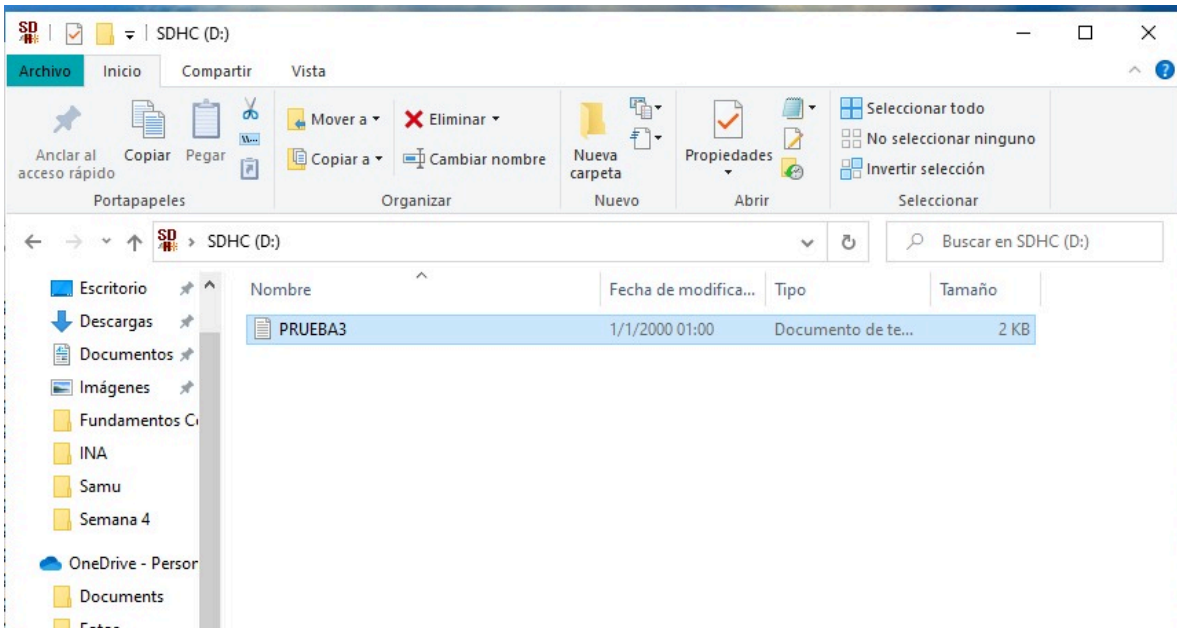 SDHC (D:)
Archivo Inicio Compartir Vista
Anclar al acceso rápido
Copiar
Pegar
Mover a
Copiar a
Eliminar
Cambiar nombre
Nueva carpeta
Propiedades
Seleccionar todo
No seleccionar ninguno
Invertir selección
Portapapeles Organizar Nuevo Abrir Seleccionar
SDHC (D:) Buscar en SDHC (D:)
Nombre Fecha de modifica... Tipo Tamaño
PRUEBA3 1/1/2000 01:00 Documento de te... 2 KB
Escritorio
Descargas
Documentos
Imágenes
Fundamentos
INA
Samu
Semana 4
OneDrive - Person
Documents